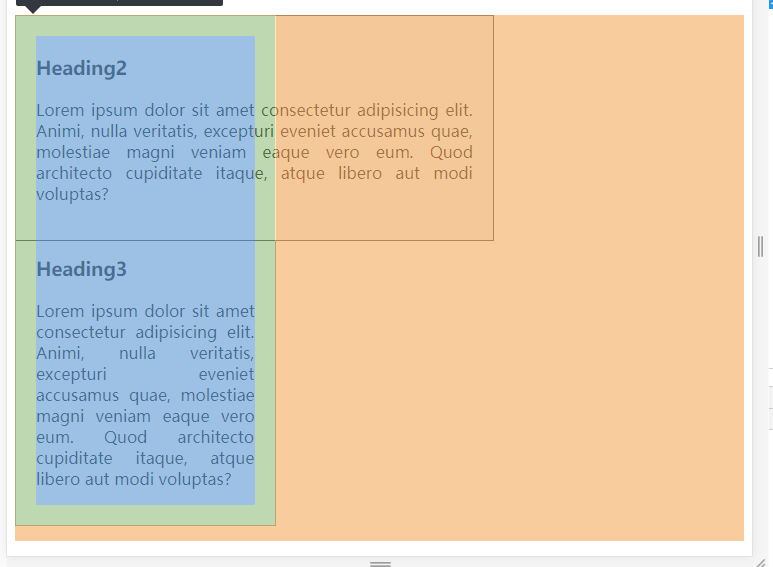 Heading2
Lorem ipsum dolor sit amet consectetur adipisicing elit.
Animi, nulla veritatis, excepturi eveniet accusamus quae,
molestiae magni veniam eaque vero eum. Quod
architecto cupiditate itaque, atque libero aut modi
voluptas?
Heading3
Lorem ipsum dolor sit amet
consectetur adipisicing elit.
Animi, nulla veritatis,
excepturi eveniet
accusamus quae, molestiae
magni veniam eaque vero
eum. Quod architecto
cupiditate itaque, atque
libero aut modi voluptas?